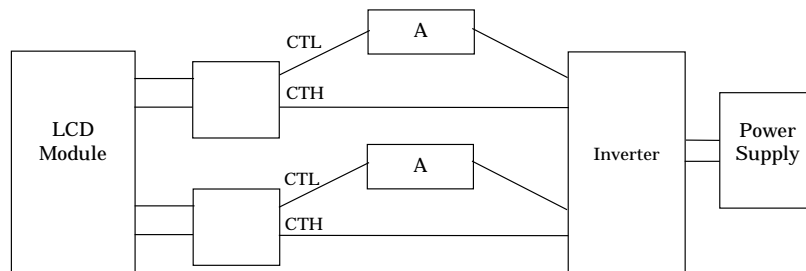 A
CTL
CTH
LCD
Module
Inverter
Power
Supply
A
CTL
CTH